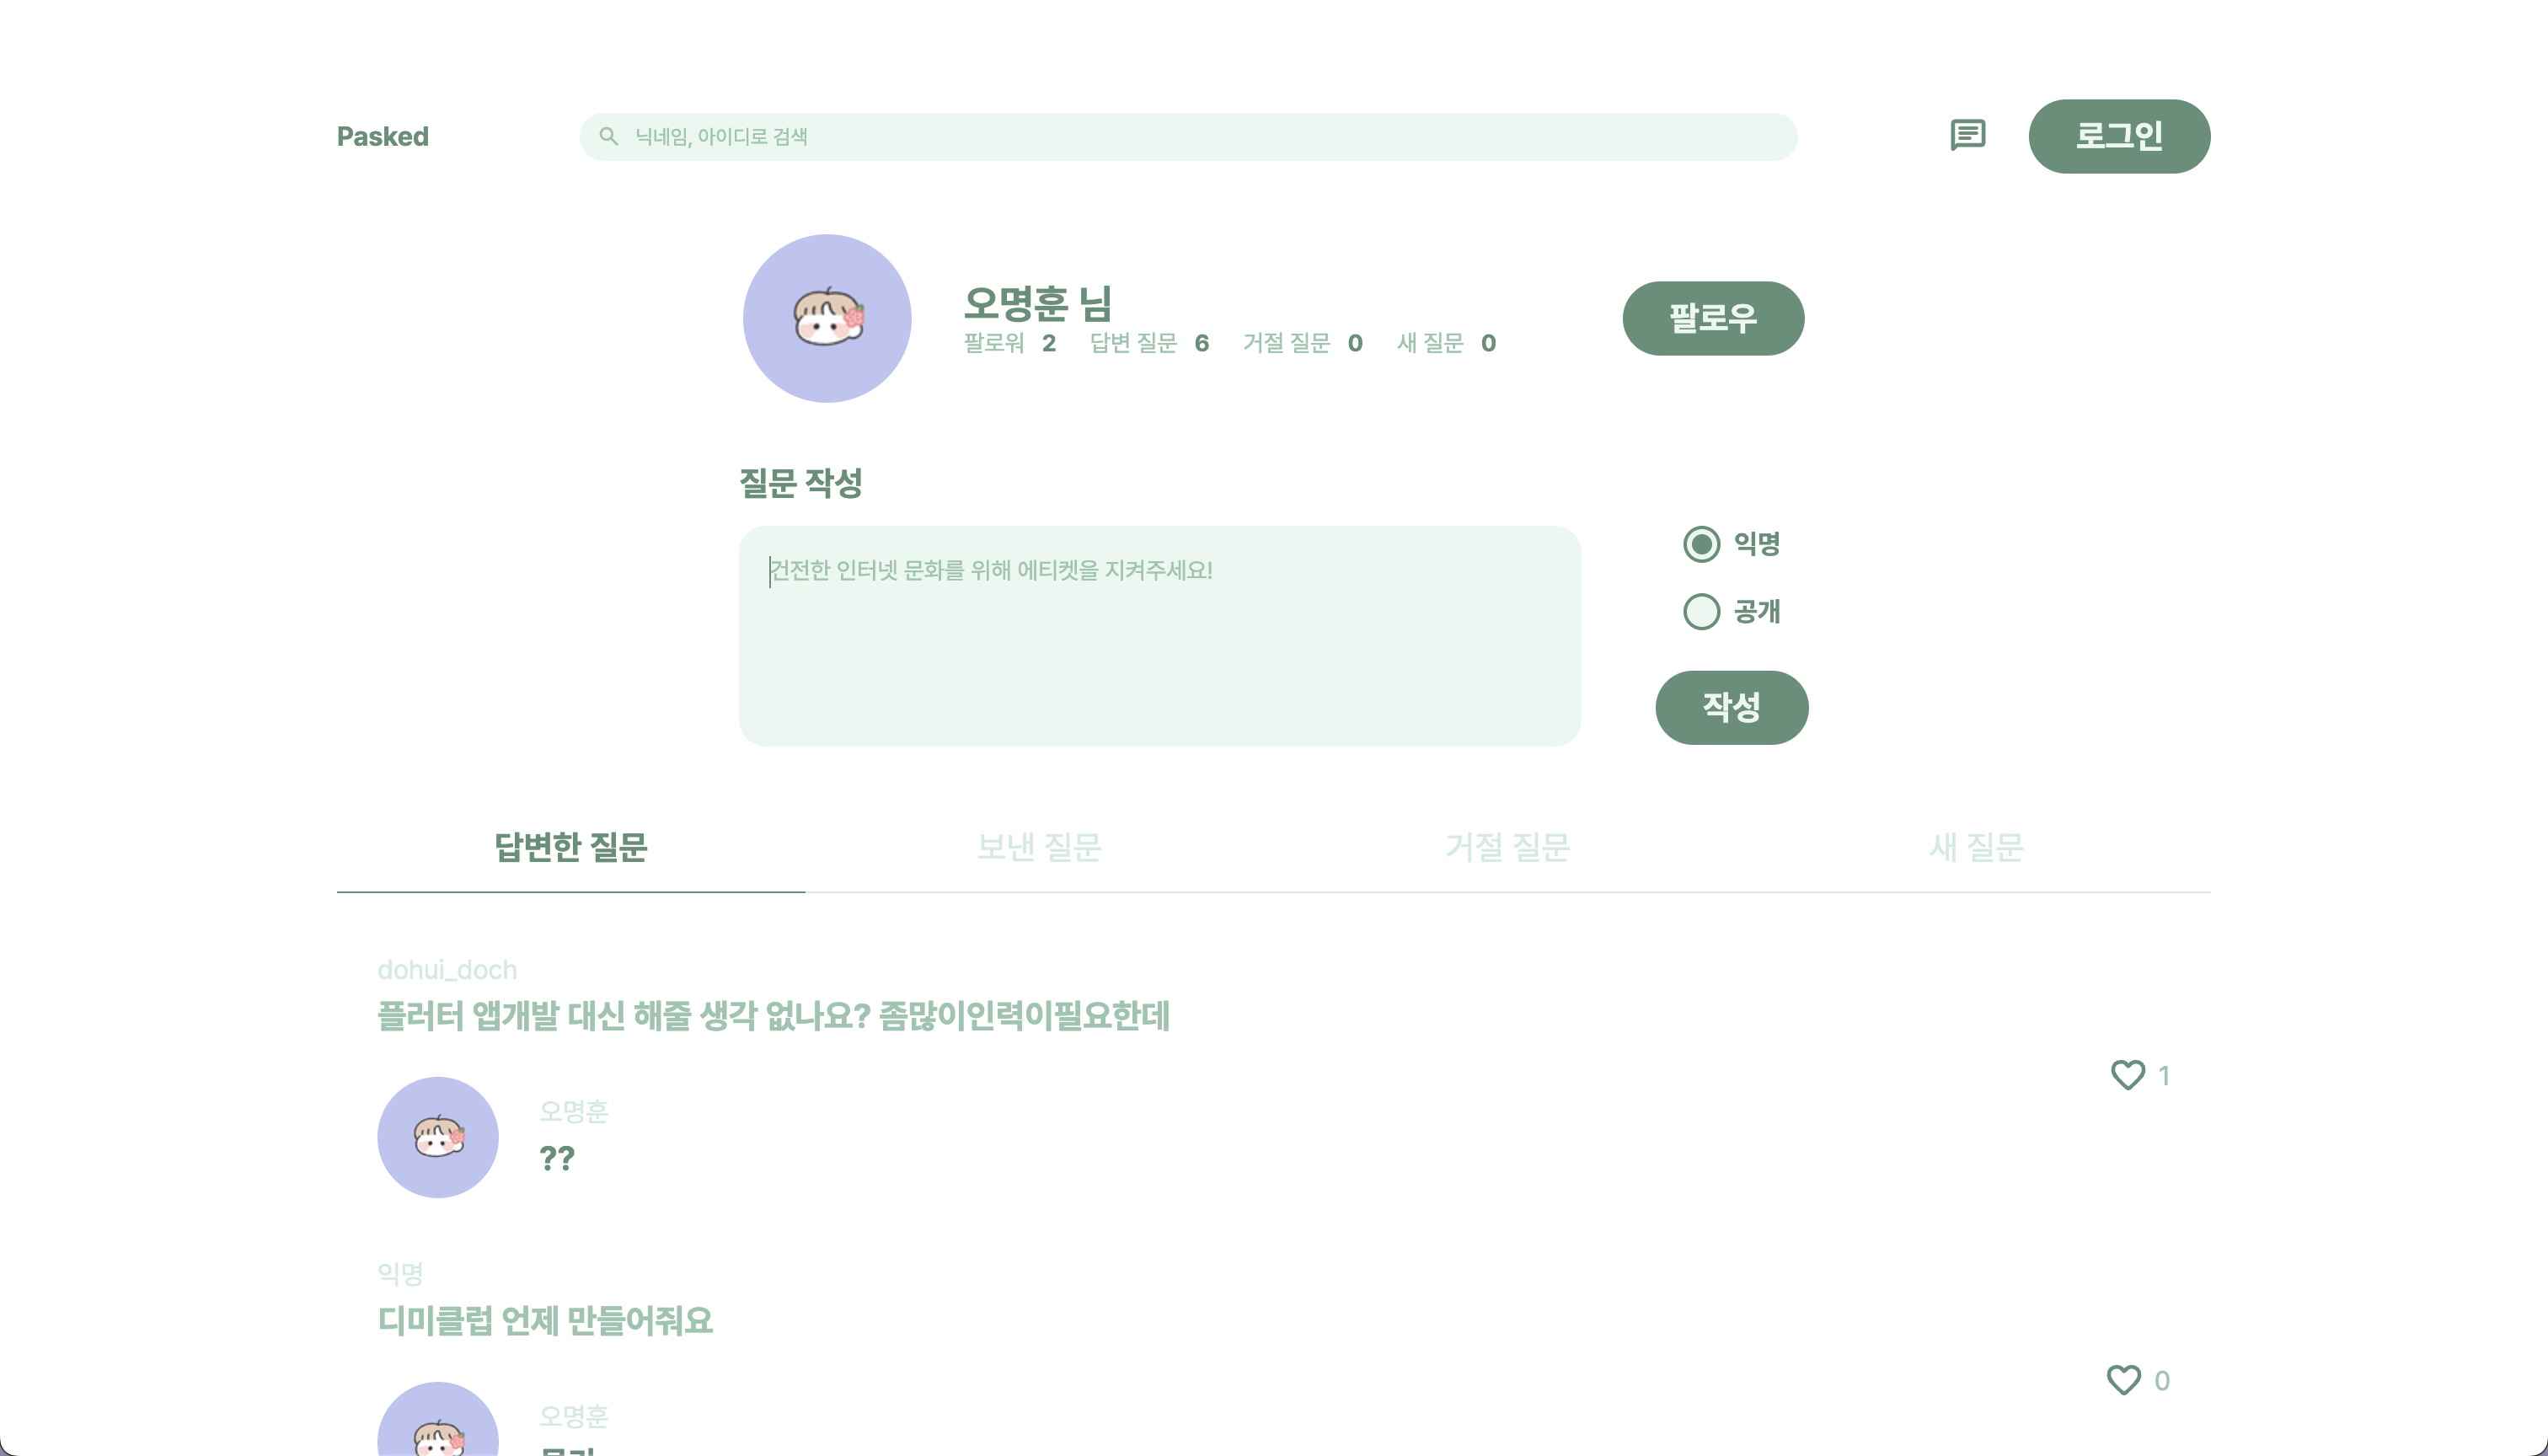 Pasked
닉네임, 아이디로 검색
로그인
오명훈 님
팔로워 2 답변 질문 6 거절 질문 0 새 질문 0
팔로우
질문 작성
건전한 인터넷 문화를 위해 에티켓을 지켜주세요!
익명
공개
작성
답변한 질문 보낸 질문 거절 질문 새 질문
dohui_doch
플러터 앱개발 대신 해줄 생각 없나요? 좀많이인력이필요한데
1
오명훈
??
익명
디미클럽 언제 만들어줘요
0
오명훈